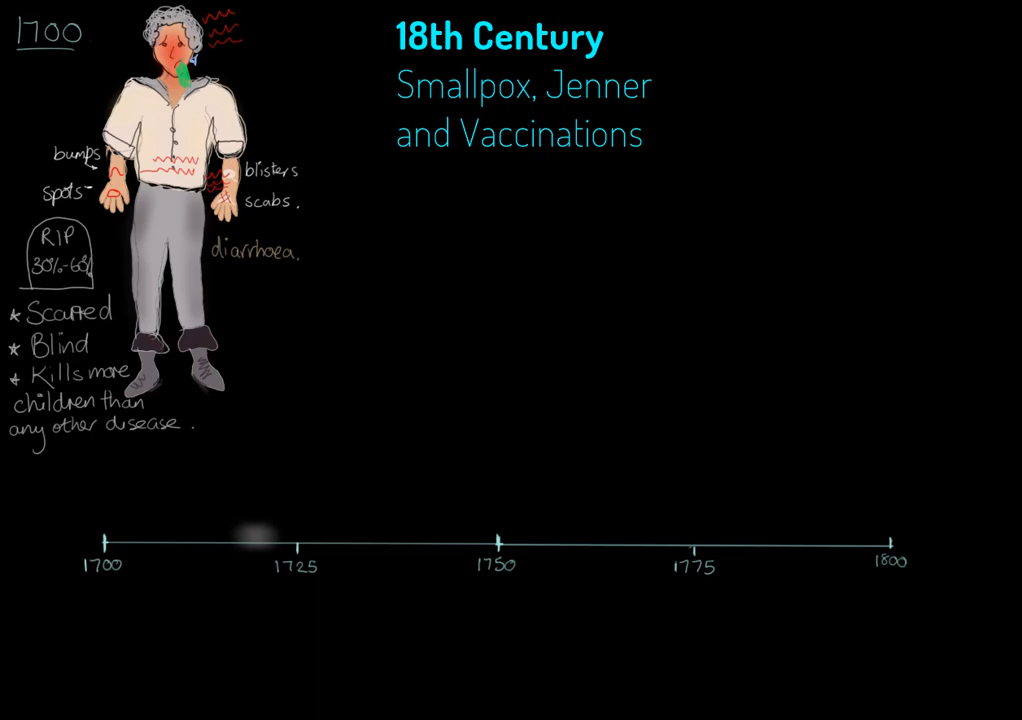 1700
18th Century
Smallpox, Jenner
and Vaccinations
bumps
spots
blisters
scabs.
diarrhoea.
RIP
30%-60%
* Scarred
* Blind
* Kills more
children than
any other disease.
1700
1725
1750
1775
1800